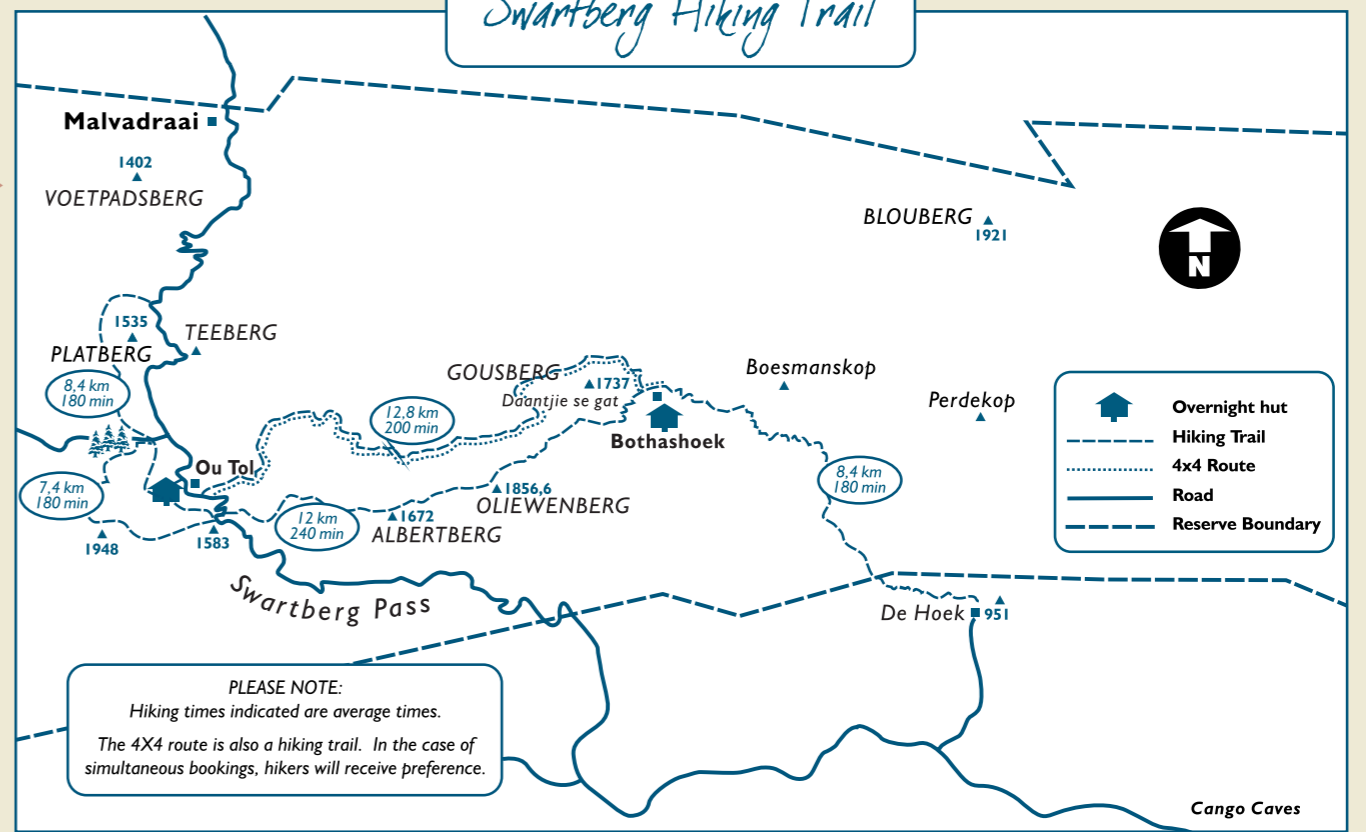 Swartberg Hiking Trail
Malvadraai
1402
VOETPADSBERG
BLOUBERG
1921
N
1535
TEEBERG
PLATBERG
8,4 km
180 min
GOUSBERG
1737
Daantjie se gat
Boesmanskop
Perdekop
12,8 km
200 min
Bothashoek
Overnight hut
Hiking Trail
4x4 Route
Road
Reserve Boundary
Ou Tol
7,4 km
180 min
8,4 km
180 min
1856,6
OLIEWENBERG
12 km
240 min
1672
ALBERTBERG
1948
1583
Swartberg Pass
De Hoek
951
PLEASE NOTE:
Hiking times indicated are average times.
The 4X4 route is also a hiking trail. In the case of
simultaneous bookings, hikers will receive preference.
Cango Caves